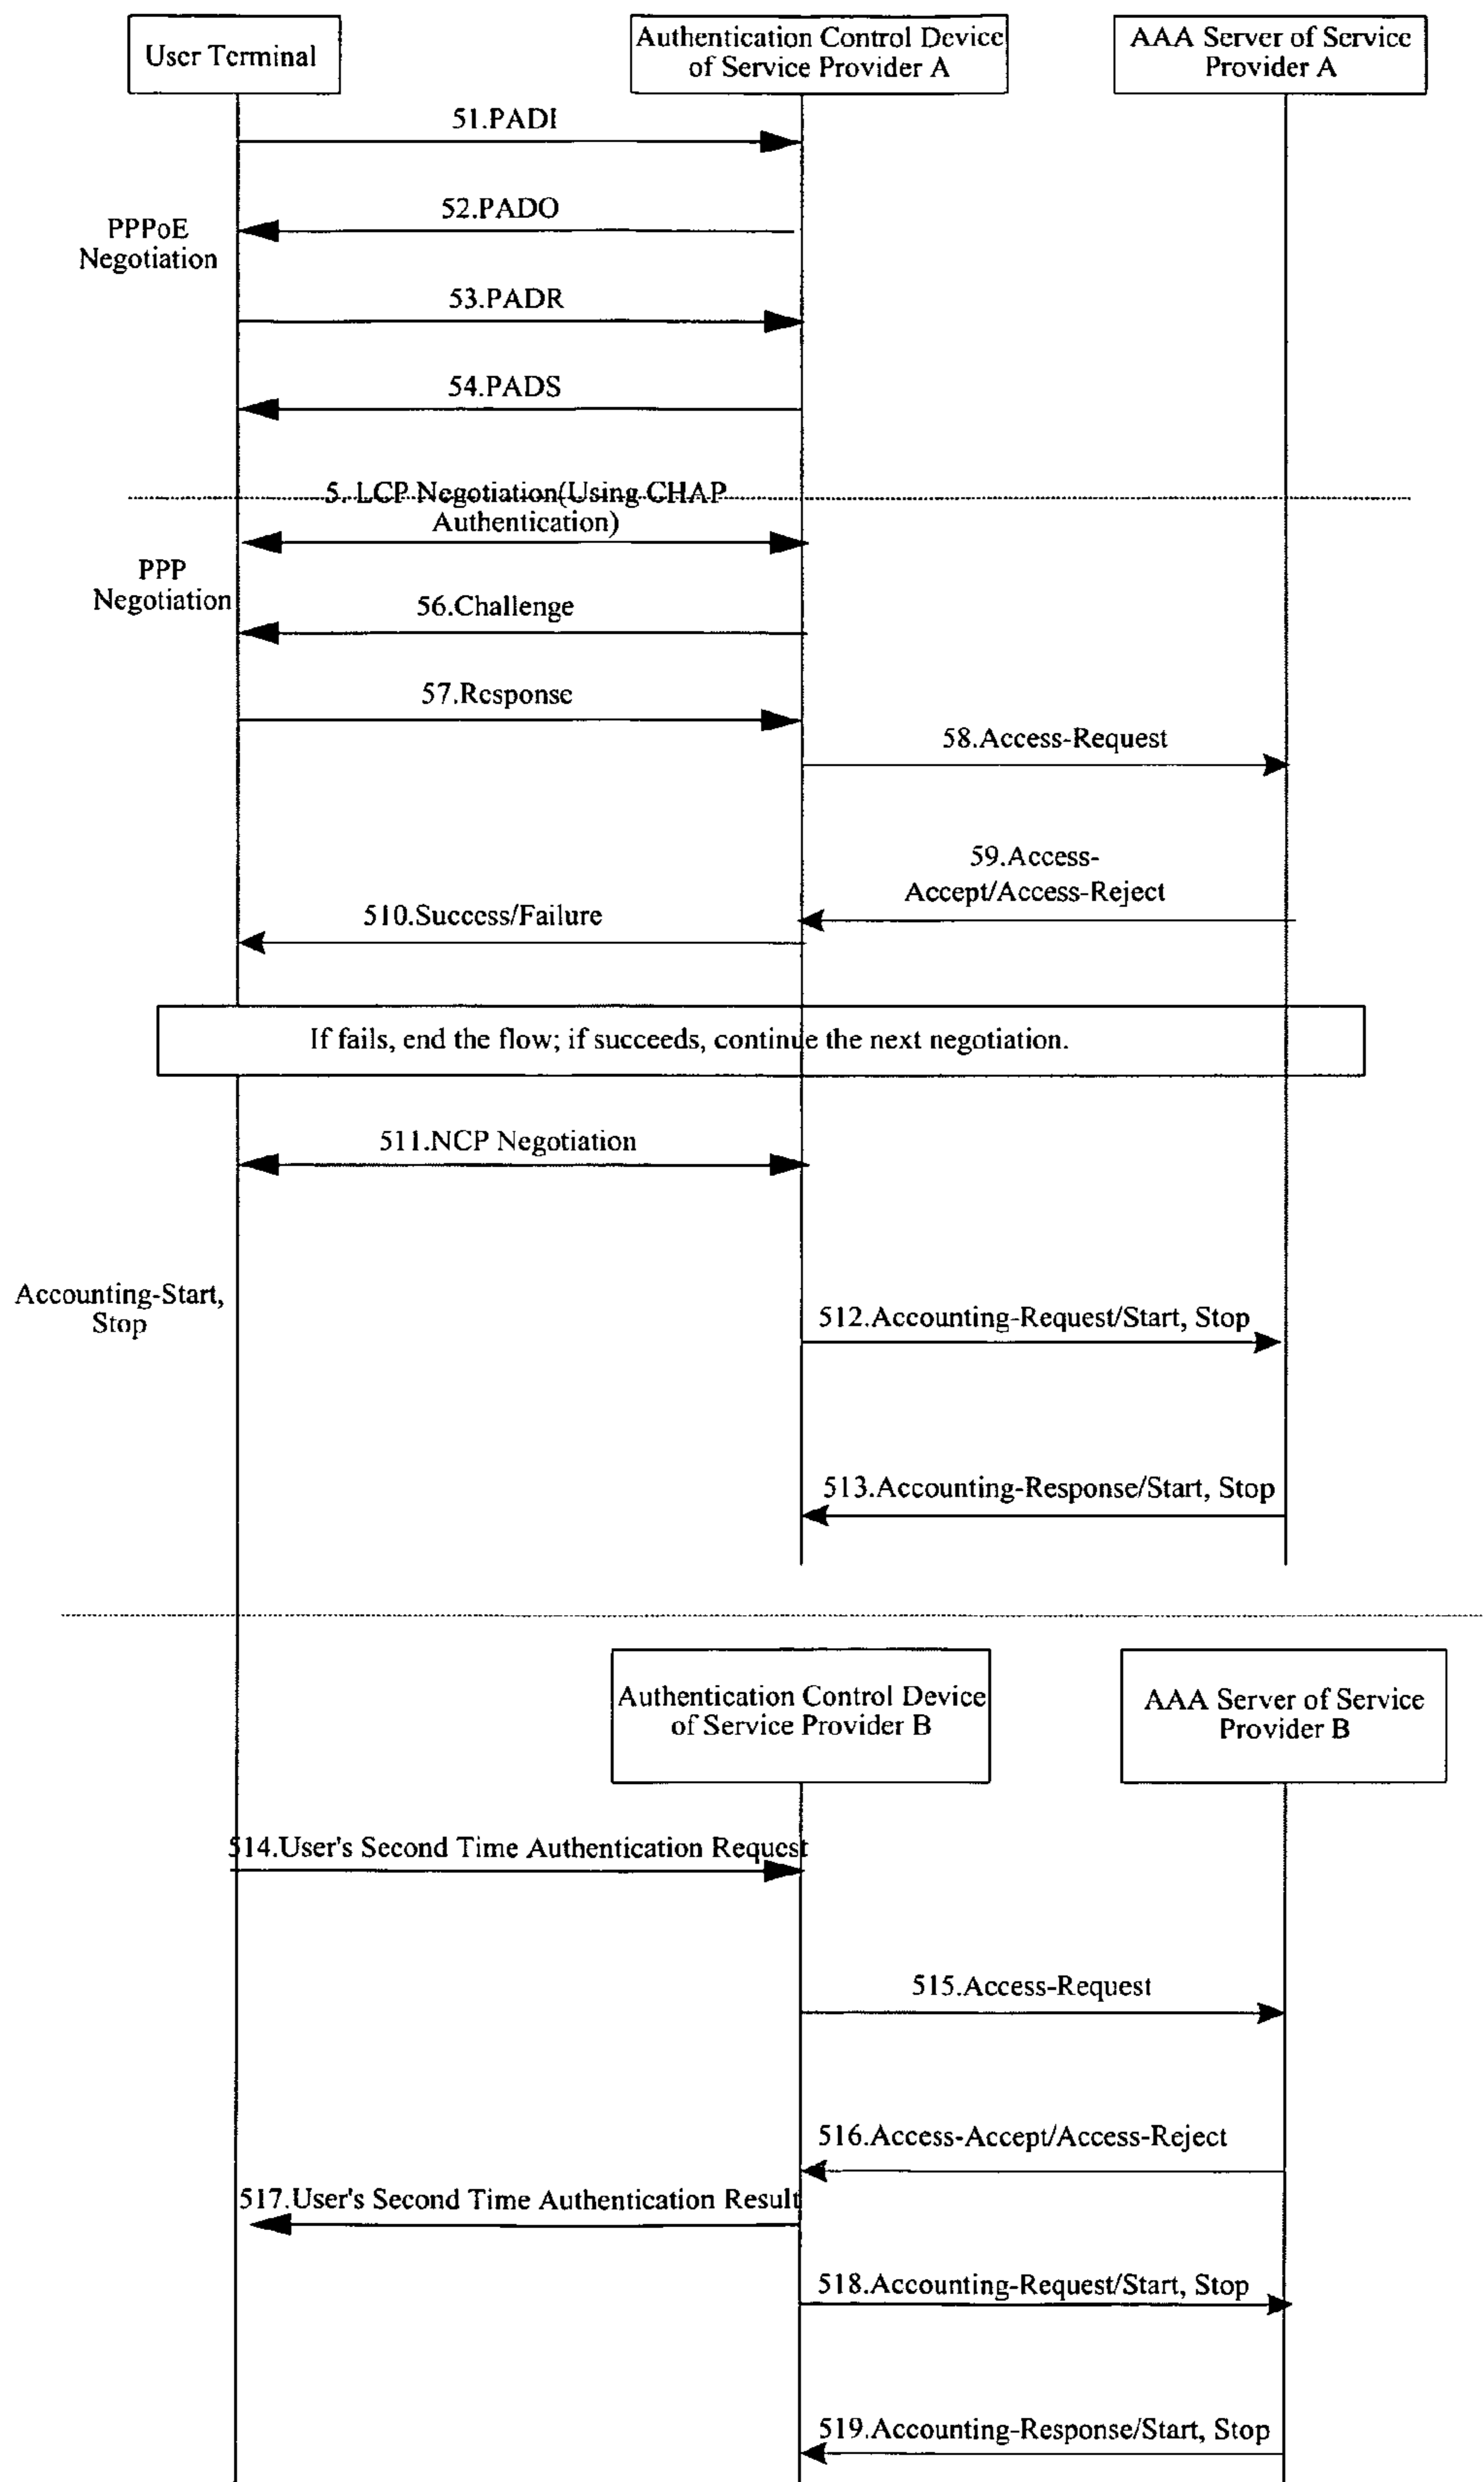 User Terminal
Authentication Control Device
of Service Provider A
AAA Server of Service
Provider A
51.PADI
52.PADO
PPPoE
Negotiation
53.PADR
54.PADS
5. LCP Negotiation(Using CHAP
Authentication)
PPP
Negotiation
56.Challenge
57.Response
58.Access-Request
59.Access-
Accept/Access-Reject
510.Success/Failure
If fails, end the flow; if succeeds, continue the next negotiation.
511.NCP Negotiation
Accounting-Start,
Stop
512.Accounting-Request/Start, Stop
513.Accounting-Response/Start, Stop
Authentication Control Device
of Service Provider B
AAA Server of Service
Provider B
514.User's Second Time Authentication Request
515.Access-Request
516.Access-Accept/Access-Reject
517.User's Second Time Authentication Result
518.Accounting-Request/Start, Stop
519.Accounting-Response/Start, Stop